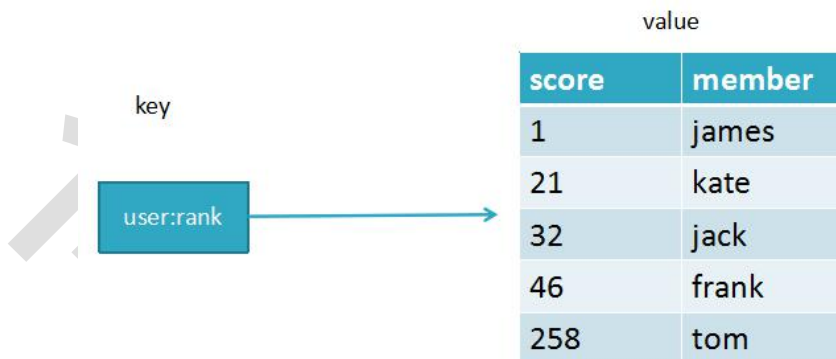 value
key
score member
1 james
21 kate
user:rank
32 jack
46 frank
258 tom